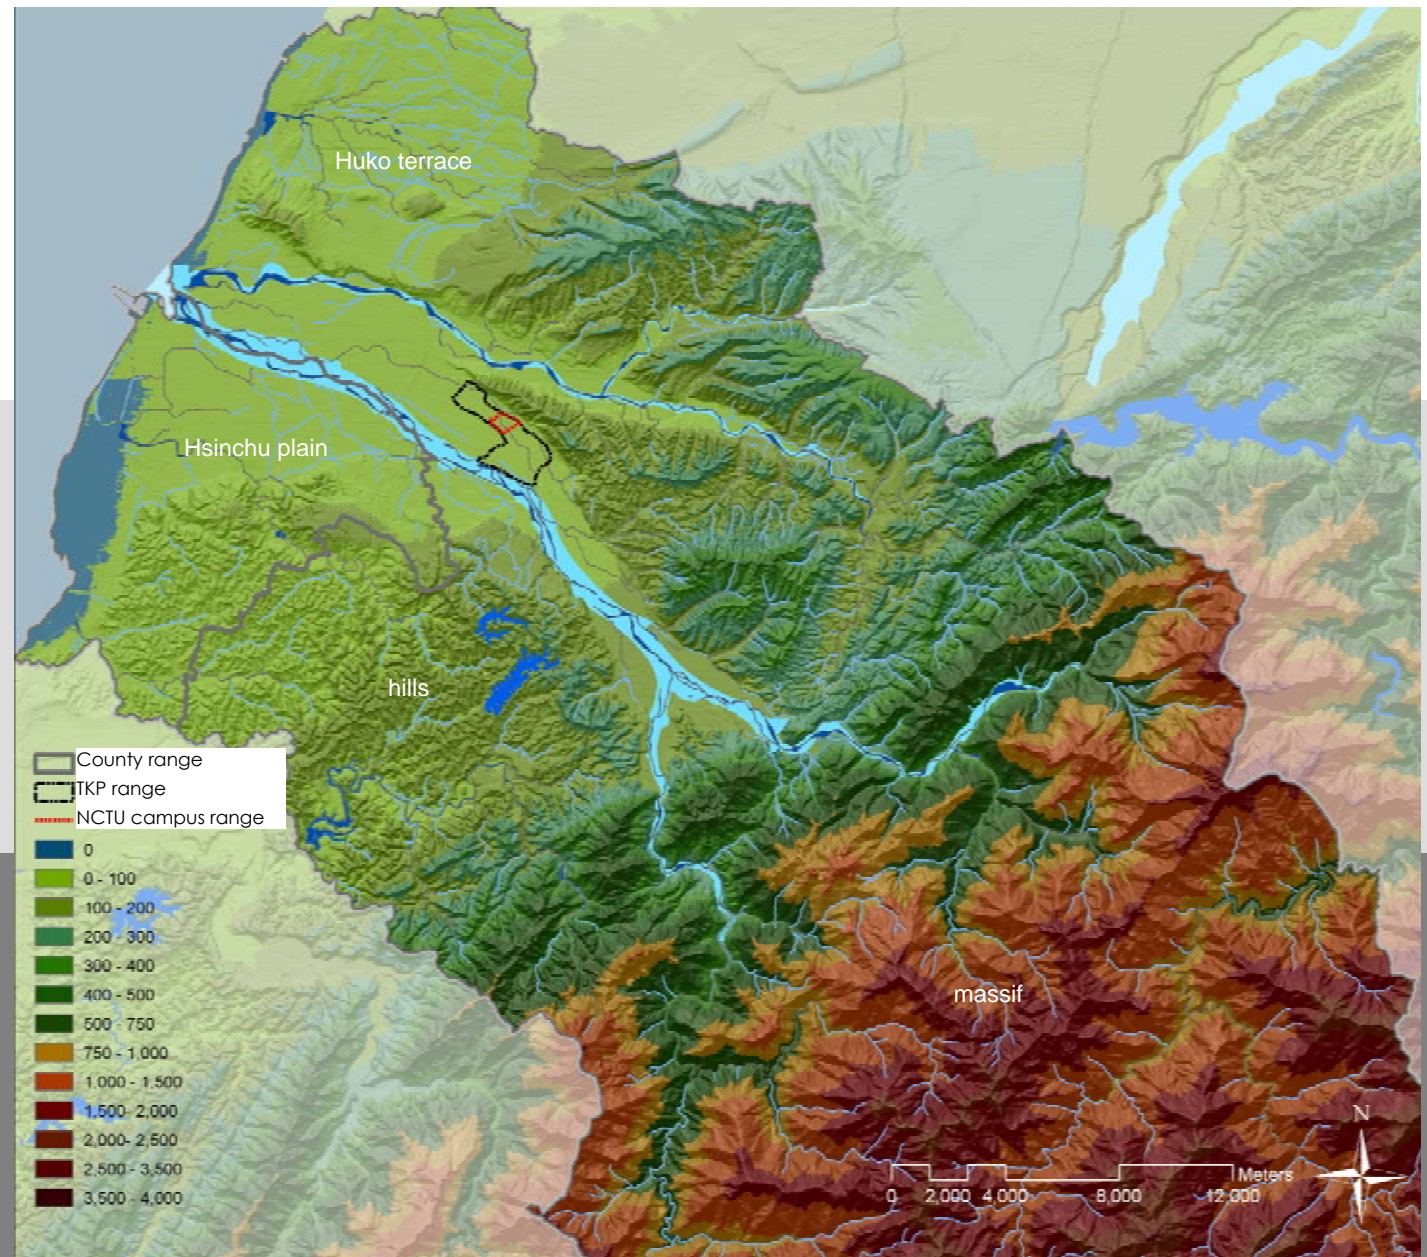 Huko terrace
Hsinchu plain
hills
County range
TKP range
NCTU campus range
0
0 - 100
100 - 200
200 - 300
300 - 400
400 - 500
500 - 750
750 - 1,000
1,000 - 1,500
1,500- 2,000
2,000- 2,500
2,500 - 3,500
3,500 - 4,000
massif
N
Meters
0 2,000 4,000 8,000 12,000